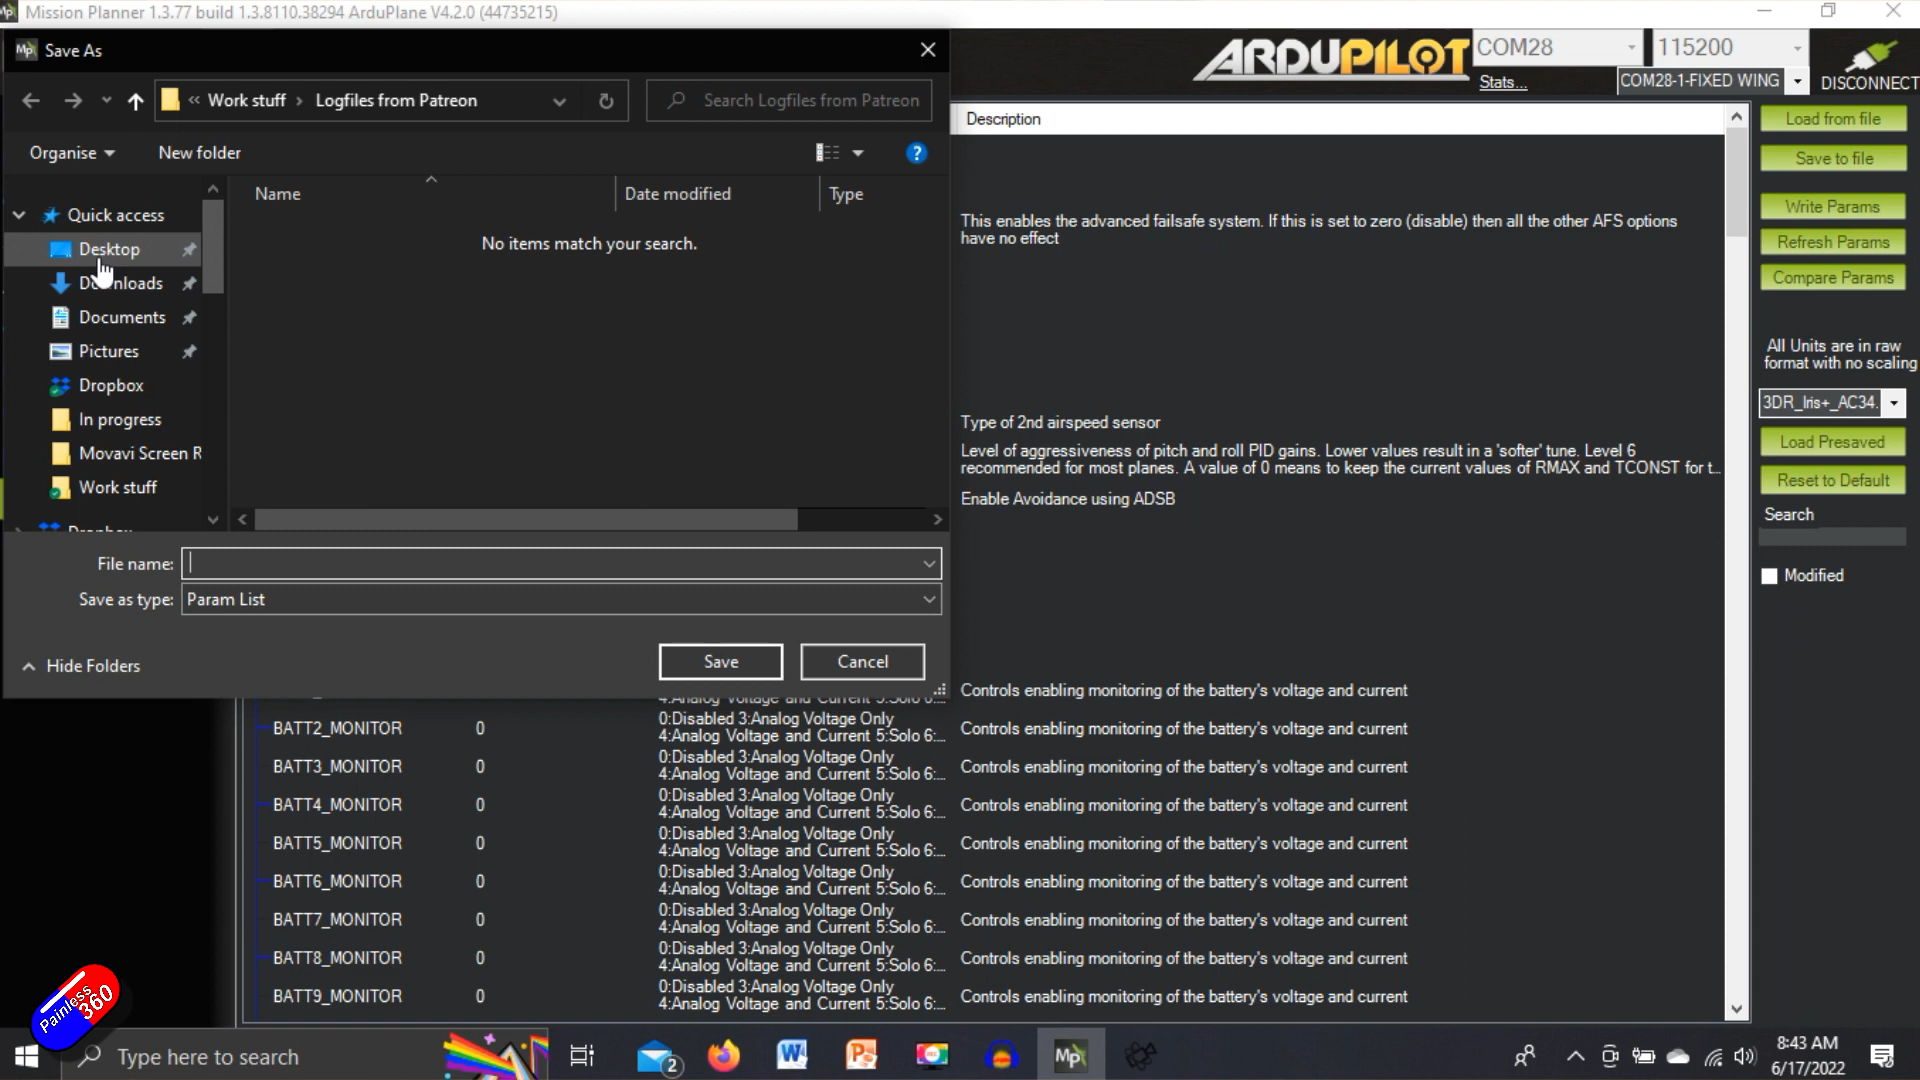 Mission Planner 1.3.77 build 1.3.8110.38294 ArduPlane V4.2.0 (44735215)
Save As
Work stuff
Logfiles from Patreon
Search Logfiles from Patreon
Organise
New folder
Name
Date modified
Type
No items match your search.
Quick access
Desktop
Documents
Pictures
Dropbox
In progress
Movavi Screen R
Work stuff
File name:
Save as type: Param List
Hide Folders
Save
Cancel
ARDUPILOT
COM28
115200
Stats...
COM28-1-FIXED WING
DISCONNECT
Description
This enables the advanced failsafe system. If this is set to zero (disable) then all the other AFS options
have no effect
Type of 2nd airspeed sensor
Level of aggressiveness of pitch and roll PID gains. Lower values result in a 'softer' tune. Level 6
recommended for most planes. A value of 0 means to keep the current values of RMAX and TCONST for t...
Enable Avoidance using ADSB
Load from file
Save to file
Write Params
Refresh Params
Compare Params
All Units are in raw
format with no scaling
3DR_Iris+_AC34.
Load Presaved
Reset to Default
Search
Modified
Controls enabling monitoring of the battery's voltage and current
BATT2_MONITOR 0 0:Disabled 3:Analog Voltage Only
4:Analog Voltage and Current 5:Solo 6:... Controls enabling monitoring of the battery's voltage and current
BATT3_MONITOR 0 0:Disabled 3:Analog Voltage Only
4:Analog Voltage and Current 5:Solo 6:... Controls enabling monitoring of the battery's voltage and current
BATT4_MONITOR 0 0:Disabled 3:Analog Voltage Only
4:Analog Voltage and Current 5:Solo 6:... Controls enabling monitoring of the battery's voltage and current
BATT5_MONITOR 0 0:Disabled 3:Analog Voltage Only
4:Analog Voltage and Current 5:Solo 6:... Controls enabling monitoring of the battery's voltage and current
BATT6_MONITOR 0 0:Disabled 3:Analog Voltage Only
4:Analog Voltage and Current 5:Solo 6:... Controls enabling monitoring of the battery's voltage and current
BATT7_MONITOR 0 0:Disabled 3:Analog Voltage Only
4:Analog Voltage and Current 5:Solo 6:... Controls enabling monitoring of the battery's voltage and current
BATT8_MONITOR 0 0:Disabled 3:Analog Voltage Only
4:Analog Voltage and Current 5:Solo 6:... Controls enabling monitoring of the battery's voltage and current
BATT9_MONITOR 0 0:Disabled 3:Analog Voltage Only
4:Analog Voltage and Current 5:Solo 6:... Controls enabling monitoring of the battery's voltage and current
Painless 360
Type here to search
2
8:43 AM
6/17/2022